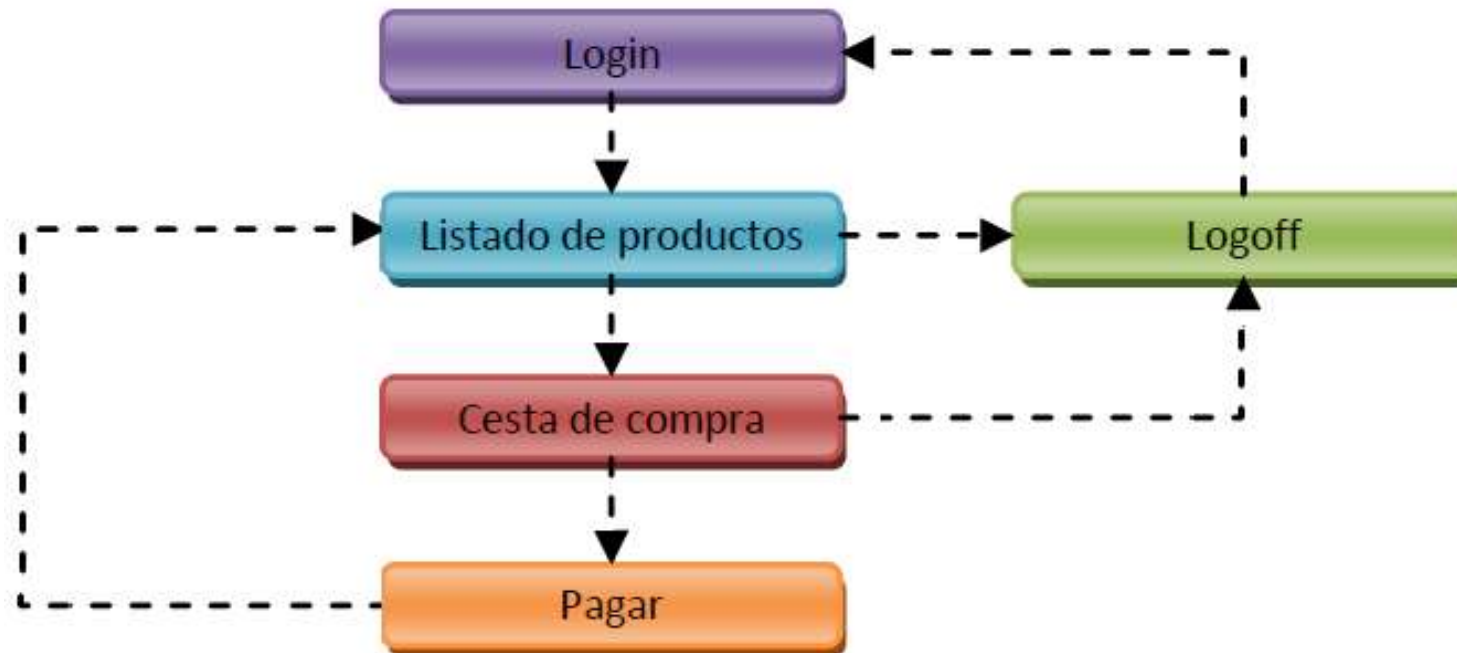 Login
Listado de productos
Logoff
Cesta de compra
Pagar